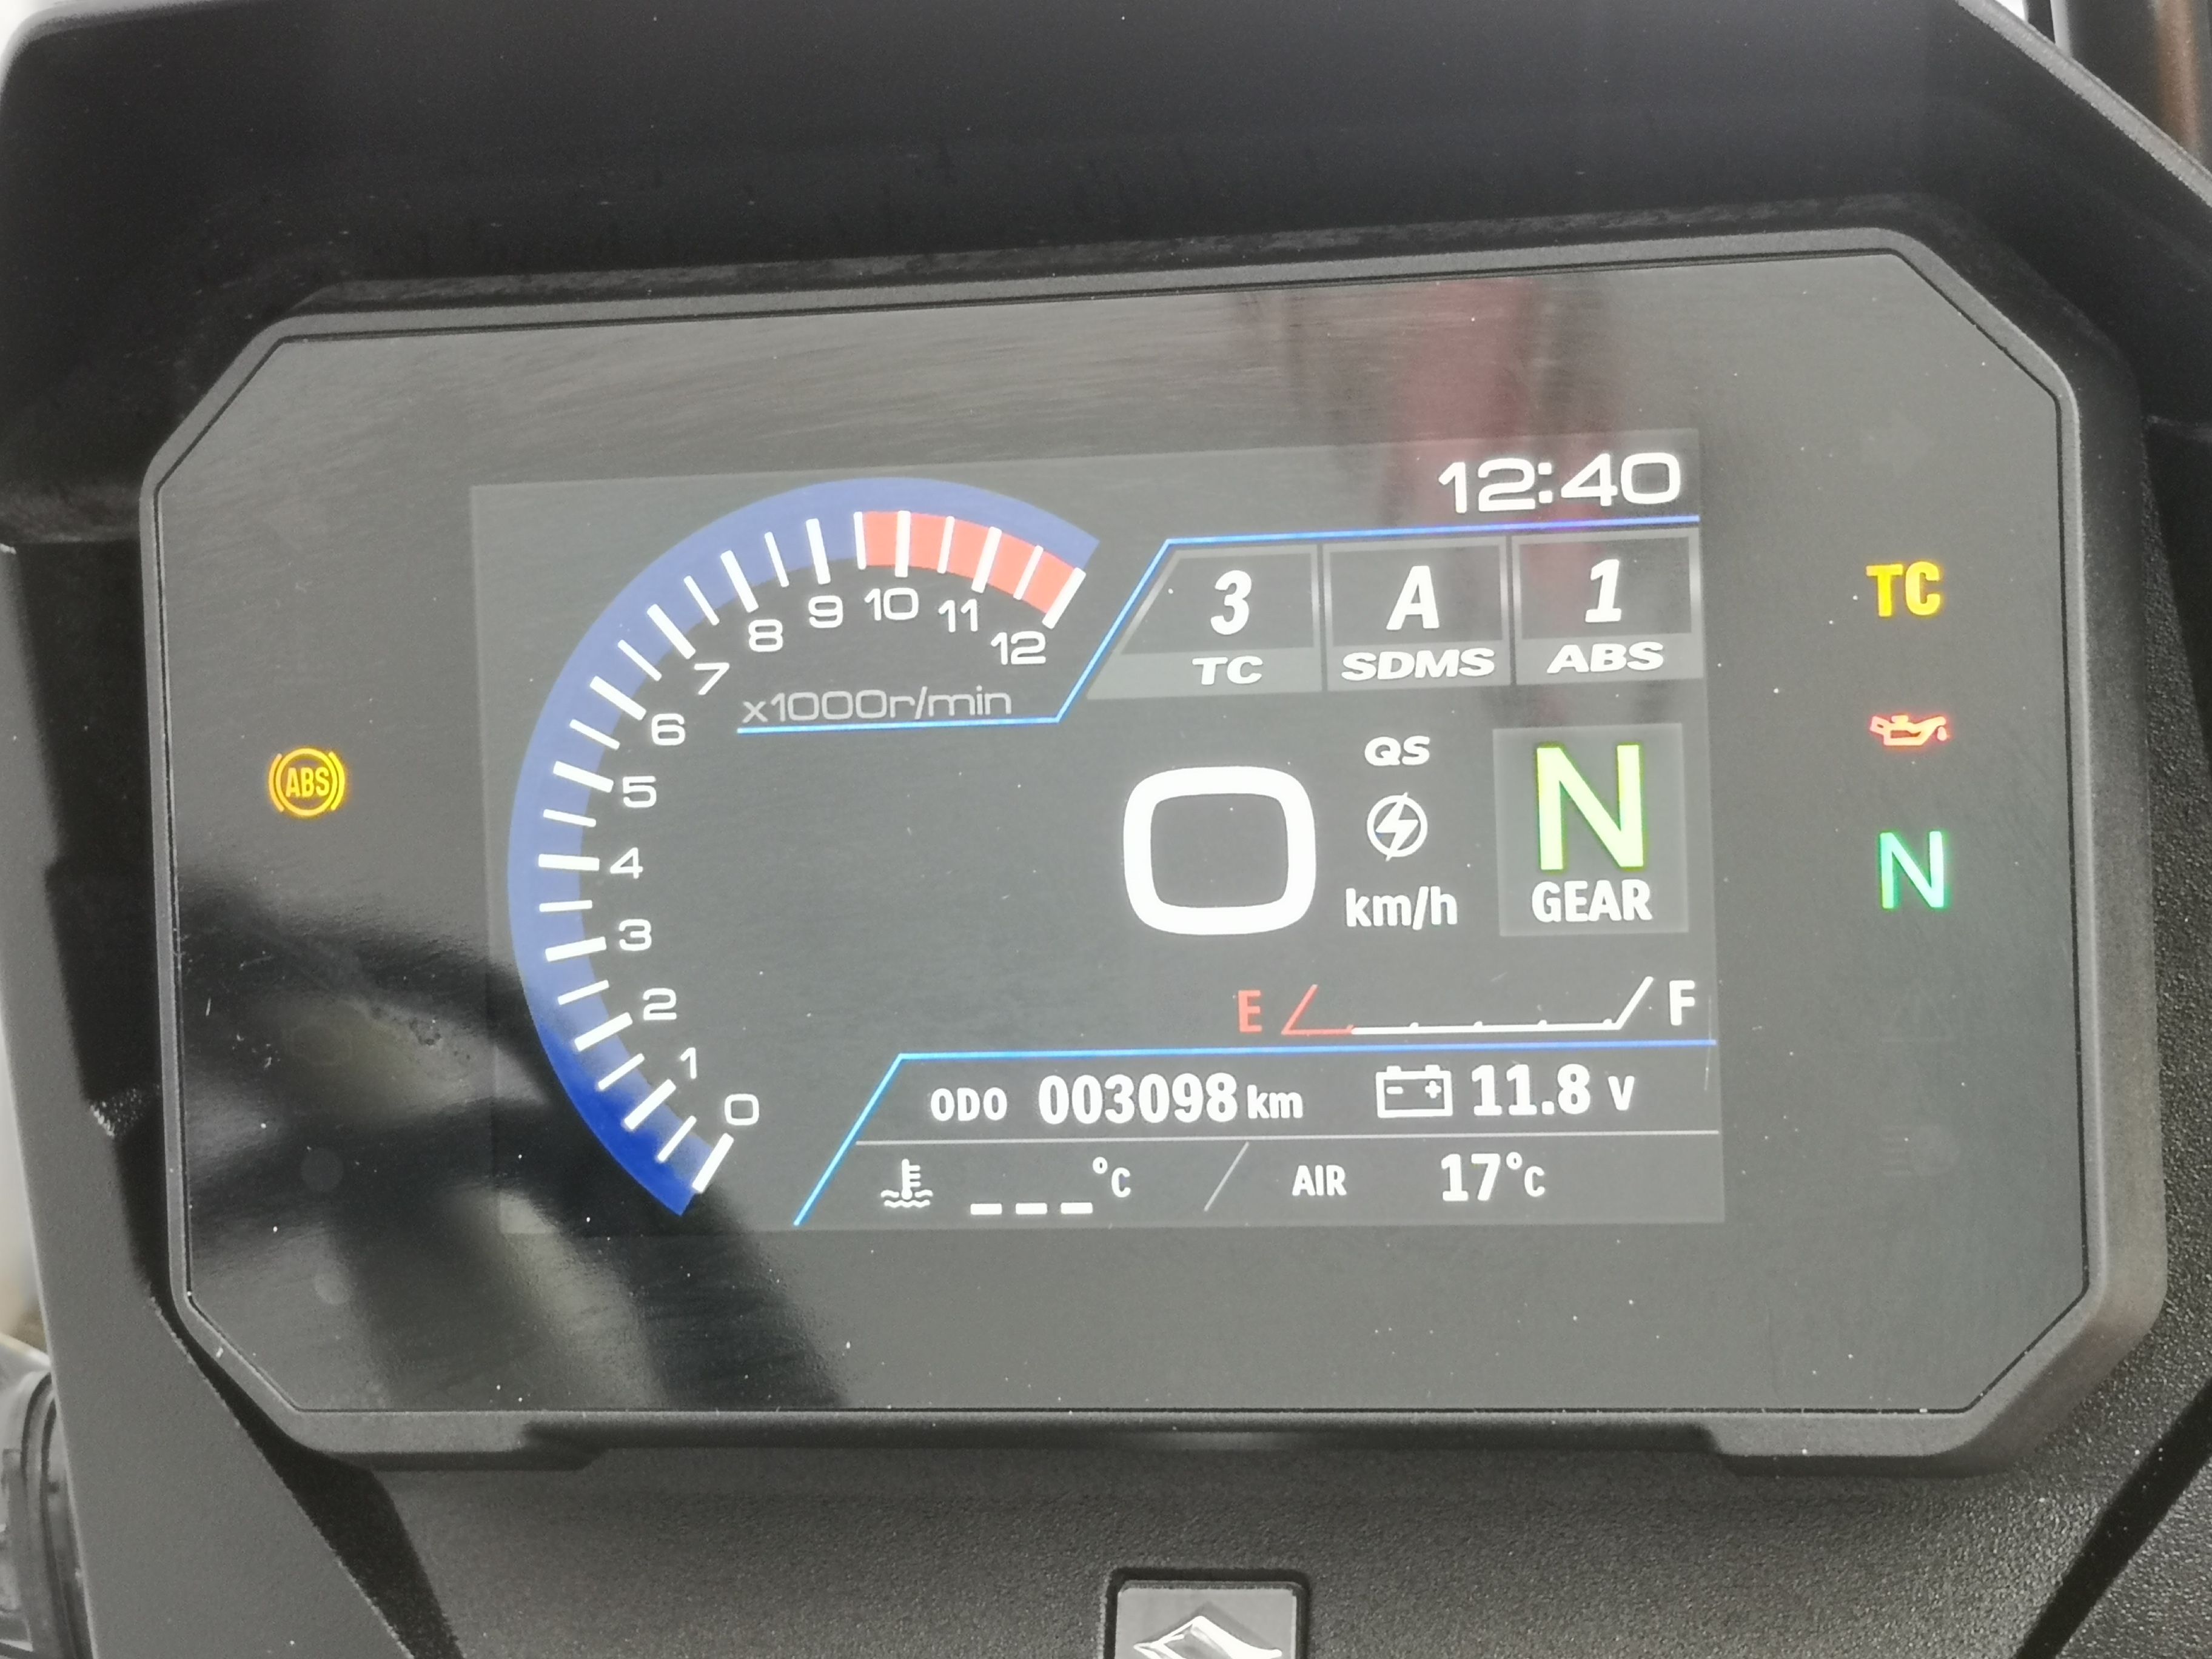 12:40
3 A 1
TC SDMS ABS
TC
12
11
10
9
8
7
6
5
4
3
2
1
0
x1000r/min
ABS
QS
0
km/h
N
GEAR
N
E F
ODO 003098 km 11.8 V
_ _ _ °C AIR 17°C